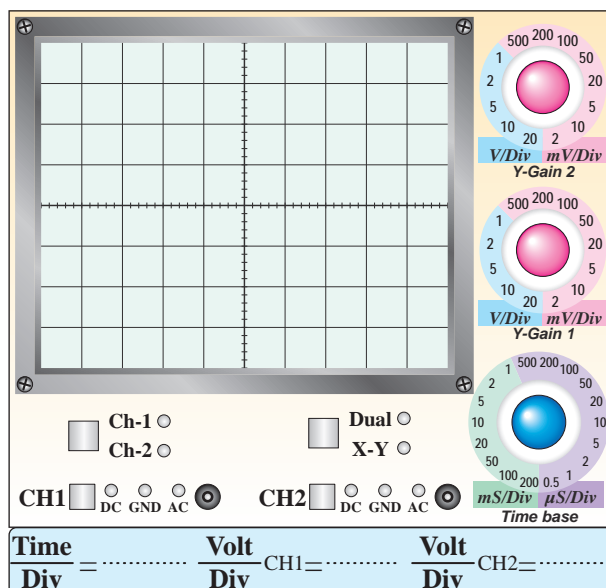 500 200 100
1 50
2 20
5 10
10 5
20 2
V/Div mV/Div
Y-Gain 2
500 200 100
1 50
2 20
5 10
10 5
20 2
V/Div mV/Div
Y-Gain 1
1 500 200
2 100
5 50
10 20
20 10
50 5
100 2
200 0.5 1
mS/Div µS/Div
Time base
Ch-1
Ch-2
Dual
X-Y
CH1 DC GND AC
CH2 DC GND AC
Time/Div = .................. Volt/Div CH1=.............. Volt/Div CH2=..............